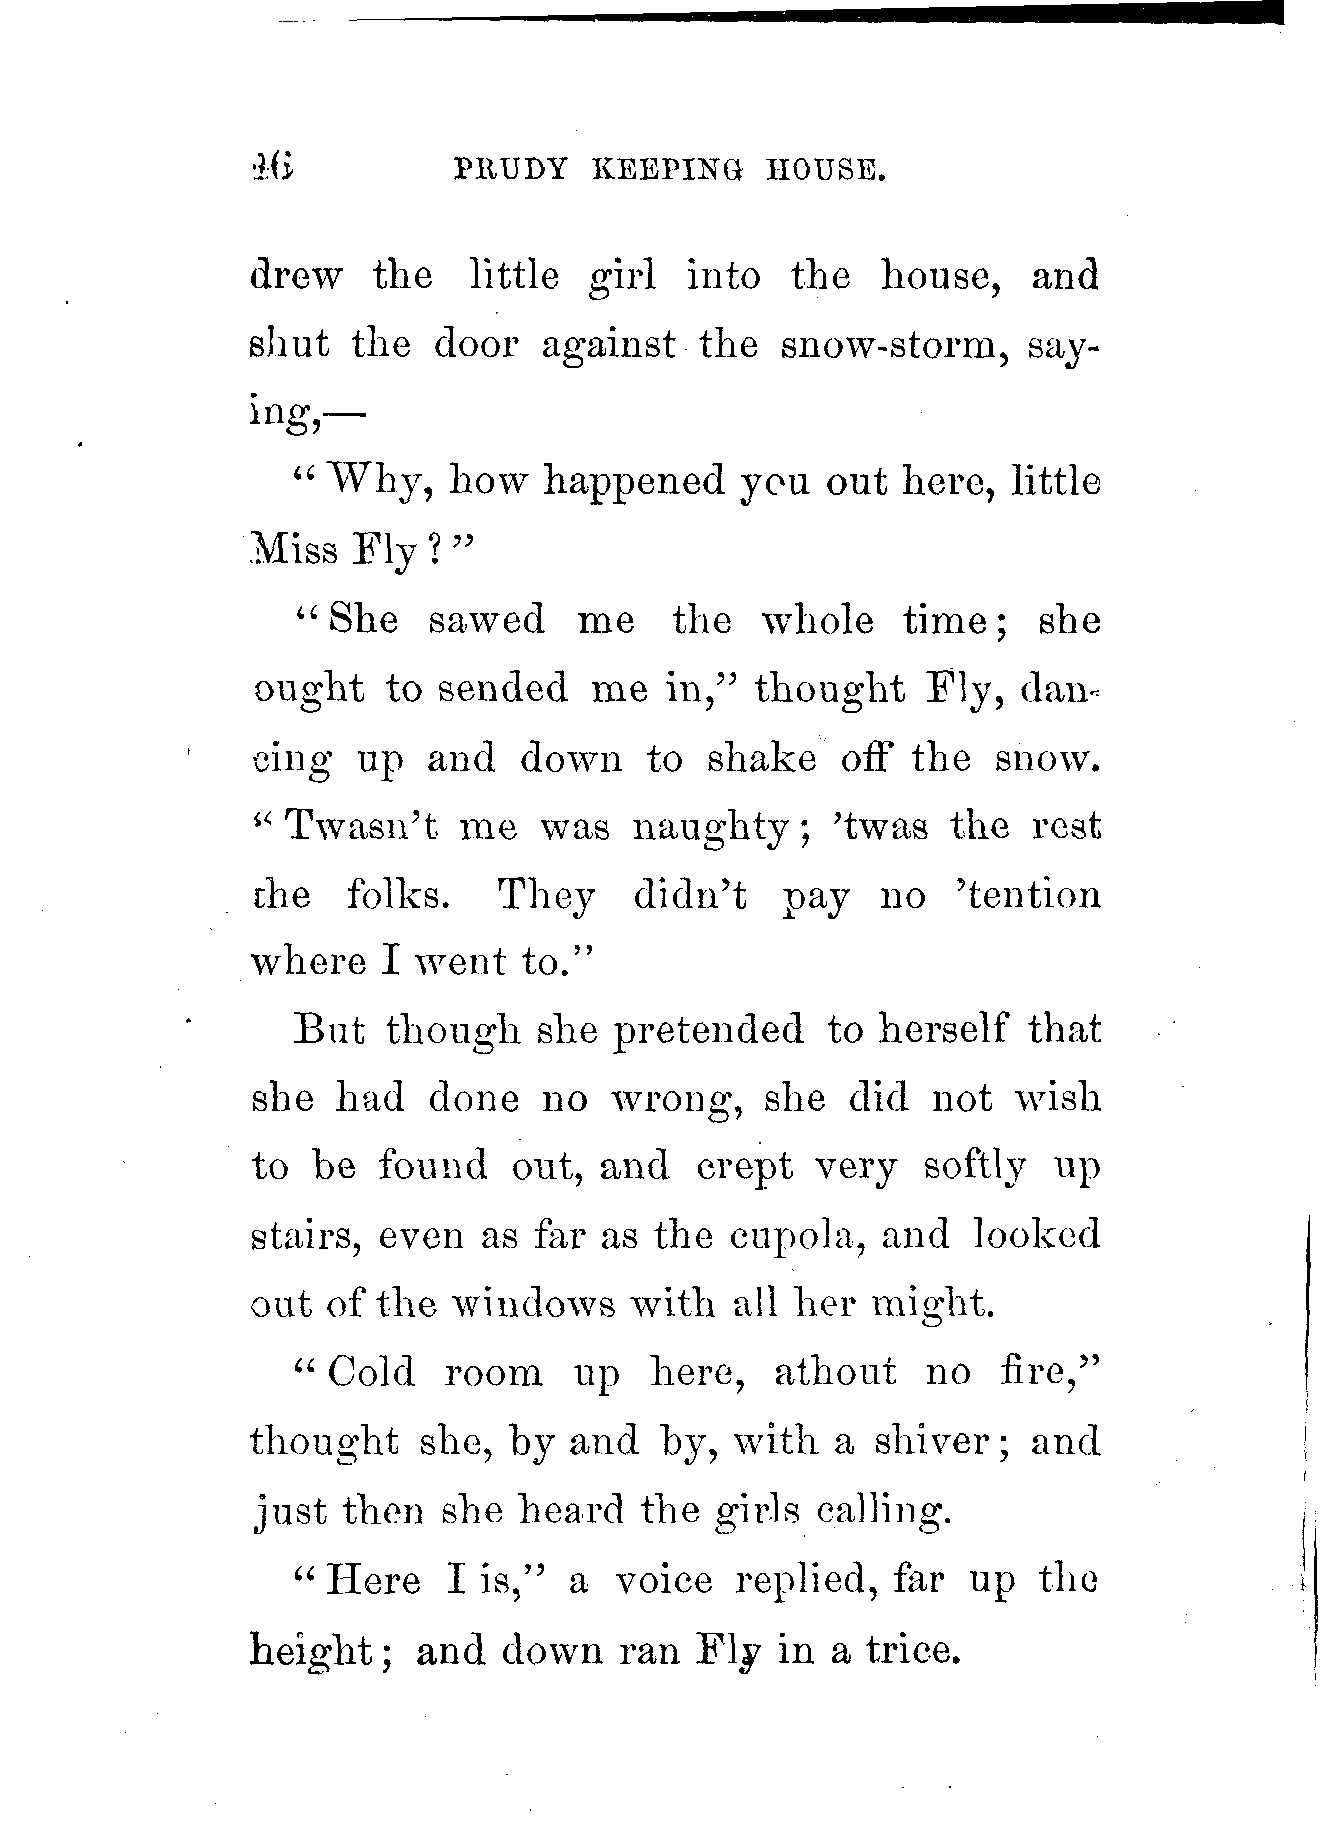 46 PRUDY KEEPING HOUSE.
drew the little girl into the house, and
shut the door against the snow-storm, say-
ing,—
“Why, how happened you out here, little
Miss Fly?”
“She sawed me the whole time; she
ought to sended me in,” thought Fly, dan-
cing up and down to shake off the snow.
“Twasn’t me was naughty; ’twas the rest
the folks. They didn’t pay no ’tention
where I went to.”
But though she pretended to herself that
she had done no wrong, she did not wish
to be found out, and crept very softly up
stairs, even as far as the cupola, and looked
out of the windows with all her might.
“Cold room up here, athout no fire,”
thought she, by and by, with a shiver; and
just then she heard the girls calling.
“Here I is,” a voice replied, far up the
height; and down ran Fly in a trice.